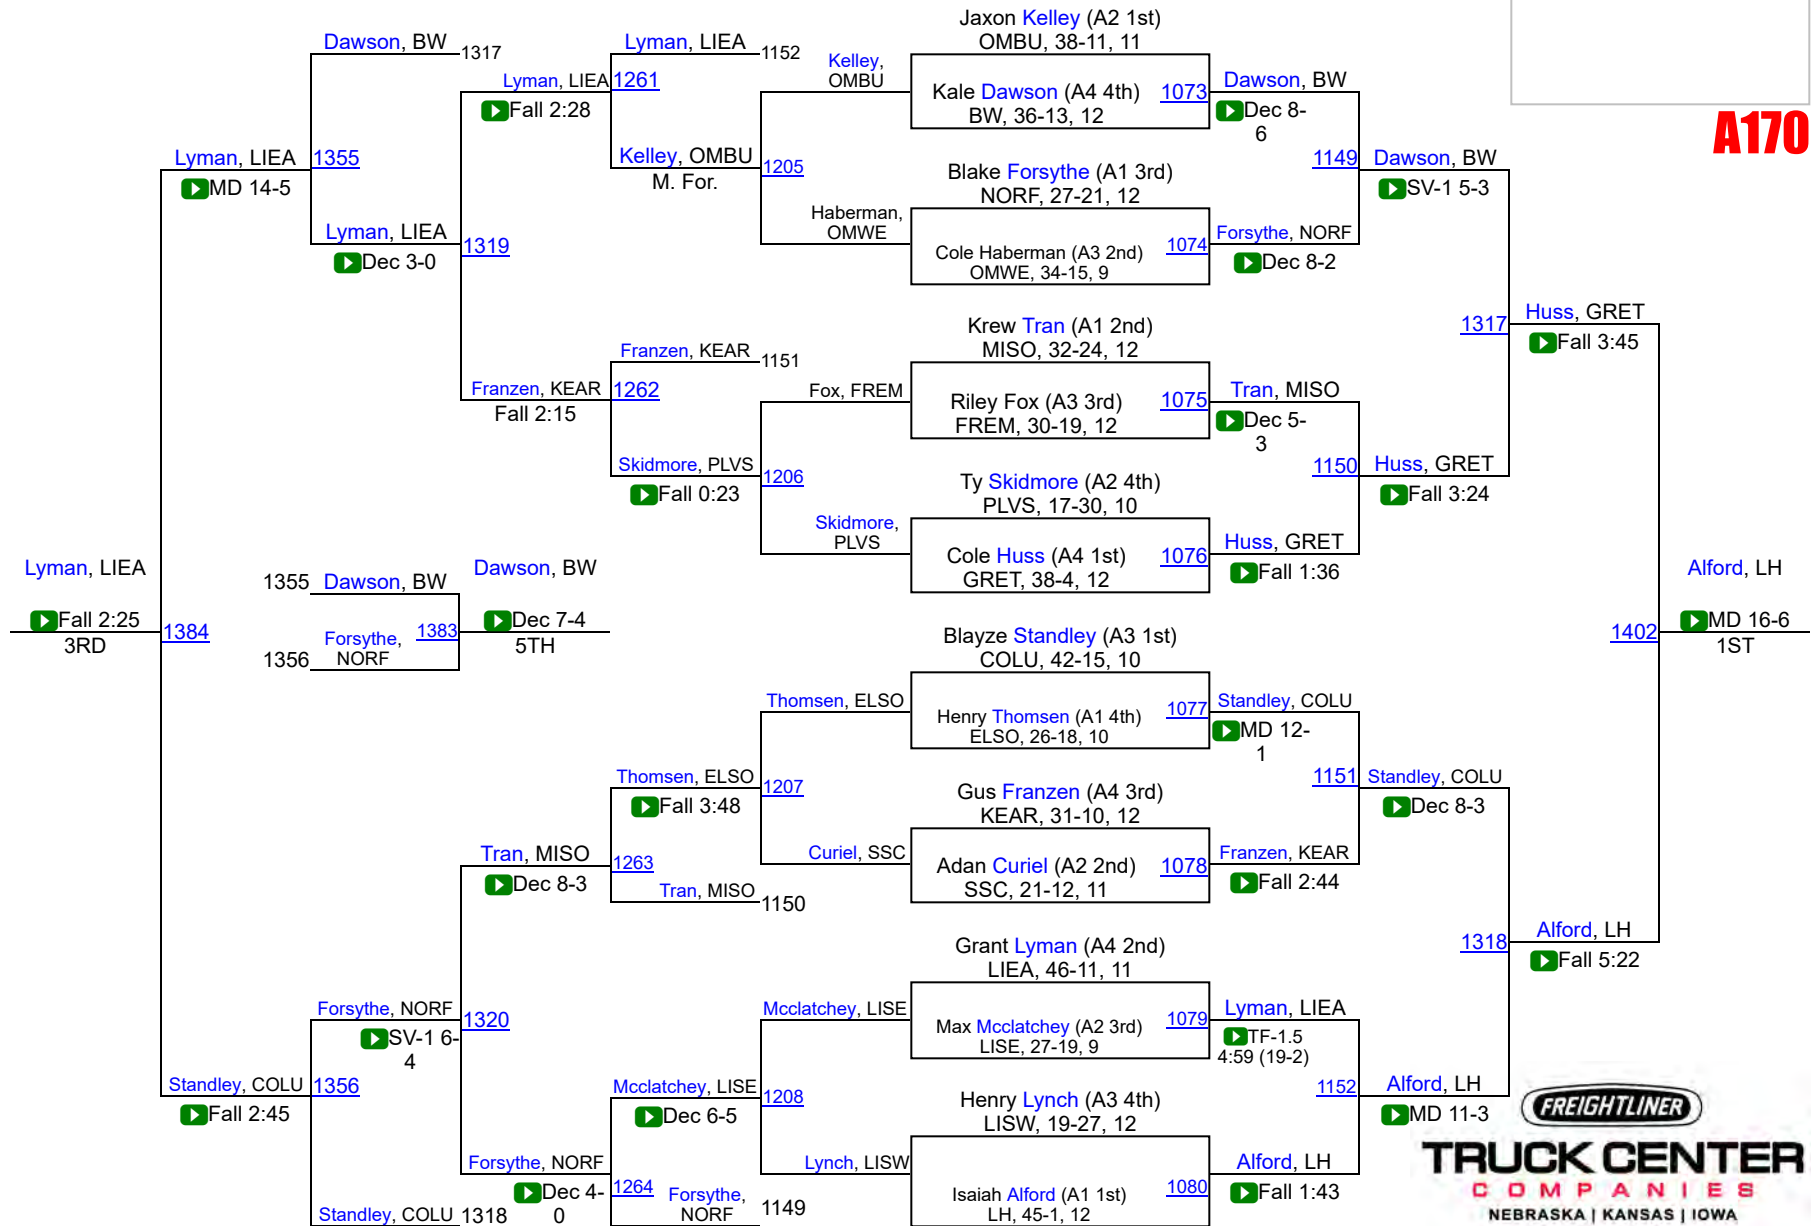 Jaxon Kelley (A2 1st)
OMBU, 38-11, 11
Dawson, BW
1317
Lyman, LIEA
1152
Kelley,
OMBU
Lyman, LIEA
1261
Fall 2:28
Kale Dawson (A4 4th)
BW, 36-13, 12
1073
Dawson, BW
Dec 8-
6
A170
Lyman, LIEA
1355
MD 14-5
Kelley, OMBU
M. For.
1205
Blake Forsythe (A1 3rd)
NORF, 27-21, 12
1149
Dawson, BW
SV-1 5-3
Lyman, LIEA
Dec 3-0
1319
Haberman,
OMWE
Cole Haberman (A3 2nd)
OMWE, 34-15, 9
1074
Forsythe, NORF
Dec 8-2
Krew Tran (A1 2nd)
MISO, 32-24, 12
1317
Huss, GRET
Fall 3:45
Franzen, KEAR
1151
Franzen, KEAR
Fall 2:15
1262
Fox, FREM
Riley Fox (A3 3rd)
FREM, 30-19, 12
1075
Tran, MISO
Dec 5-
3
Skidmore, PLVS
Fall 0:23
1206
Ty Skidmore (A2 4th)
PLVS, 17-30, 10
1150
Huss, GRET
Fall 3:24
Skidmore,
PLVS
Cole Huss (A4 1st)
GRET, 38-4, 12
1076
Huss, GRET
Fall 1:36
Lyman, LIEA
Fall 2:25
3RD
1384
1355
Dawson, BW
Forsythe,
NORF
1356
1383
Dawson, BW
Dec 7-4
5TH
Alford, LH
MD 16-6
1ST
1402
Blayze Standley (A3 1st)
COLU, 42-15, 10
Thomsen, ELSO
Henry Thomsen (A1 4th)
ELSO, 26-18, 10
1077
Standley, COLU
MD 12-
1
Thomsen, ELSO
Fall 3:48
1207
Gus Franzen (A4 3rd)
KEAR, 31-10, 12
1151
Standley, COLU
Dec 8-3
Tran, MISO
Dec 8-3
1263
Curiel, SSC
Adan Curiel (A2 2nd)
SSC, 21-12, 11
1078
Franzen, KEAR
Fall 2:44
Tran, MISO
1150
Grant Lyman (A4 2nd)
LIEA, 46-11, 11
1318
Alford, LH
Fall 5:22
Forsythe, NORF
SV-1 6-
4
1320
Mcclatchey, LISE
Max Mcclatchey (A2 3rd)
LISE, 27-19, 9
1079
Lyman, LIEA
TF-1.5
4:59 (19-2)
Standley, COLU
Fall 2:45
1356
Mcclatchey, LISE
Dec 6-5
1208
Henry Lynch (A3 4th)
LISW, 19-27, 12
1152
Alford, LH
MD 11-3
Forsythe, NORF
Dec 4-
0
1264
Lynch, LISW
Isaiah Alford (A1 1st)
LH, 45-1, 12
1080
Alford, LH
Fall 1:43
Standley, COLU
1318
Forsythe,
NORF
1149
FREIGHTLINER
TRUCK CENTER
COMPANIES
NEBRASKA | KANSAS | IOWA